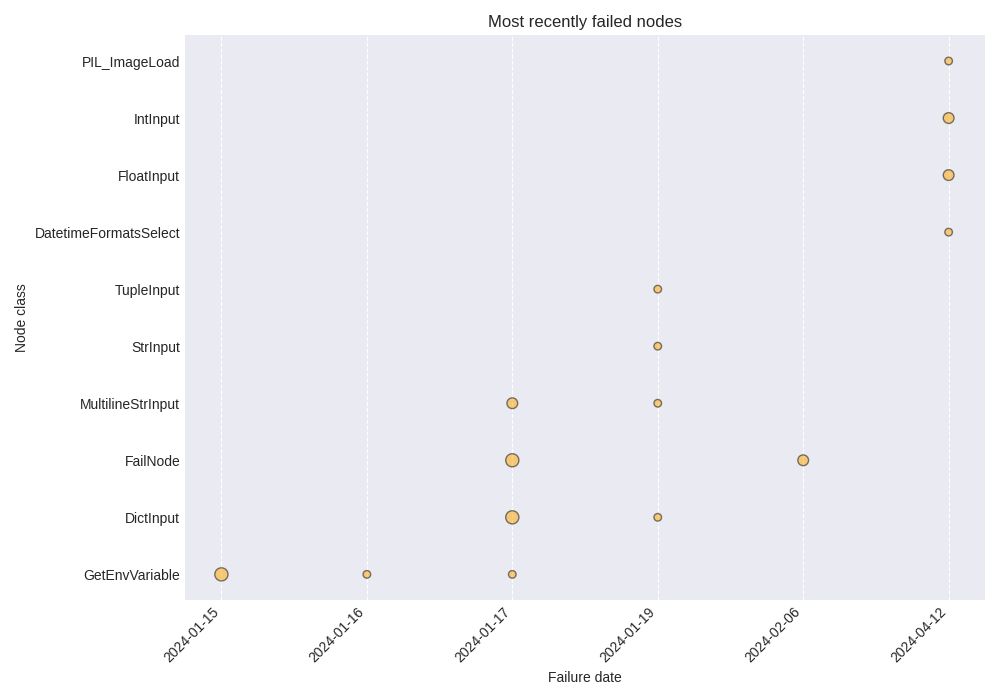 Most recently failed nodes
PIL_ImageLoad
IntInput
FloatInput
DatetimeFormatsSelect
TupleInput
StrInput
MultilineStrInput
FailNode
DictInput
GetEnvVariable
Node class
2024-01-15
2024-01-16
2024-01-17
2024-01-19
2024-02-06
2024-04-12
Failure date